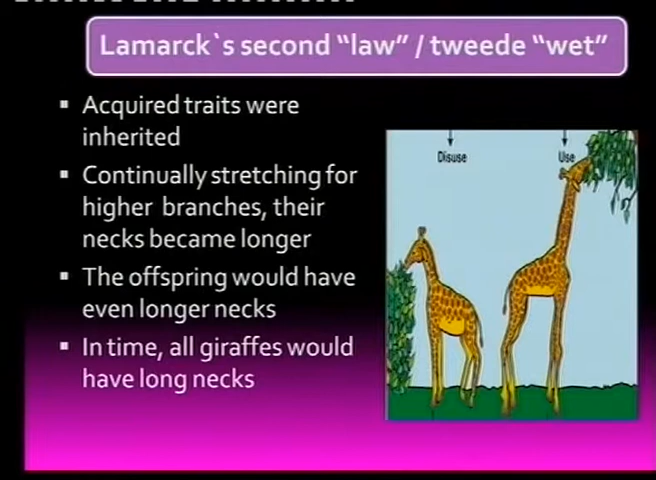 Lamarck`s second “law” / tweede “wet”
Acquired traits were
inherited
Continually stretching for
higher branches, their
necks became longer
The offspring would have
even longer necks
In time, all giraffes would
have long necks
Disuse
Use